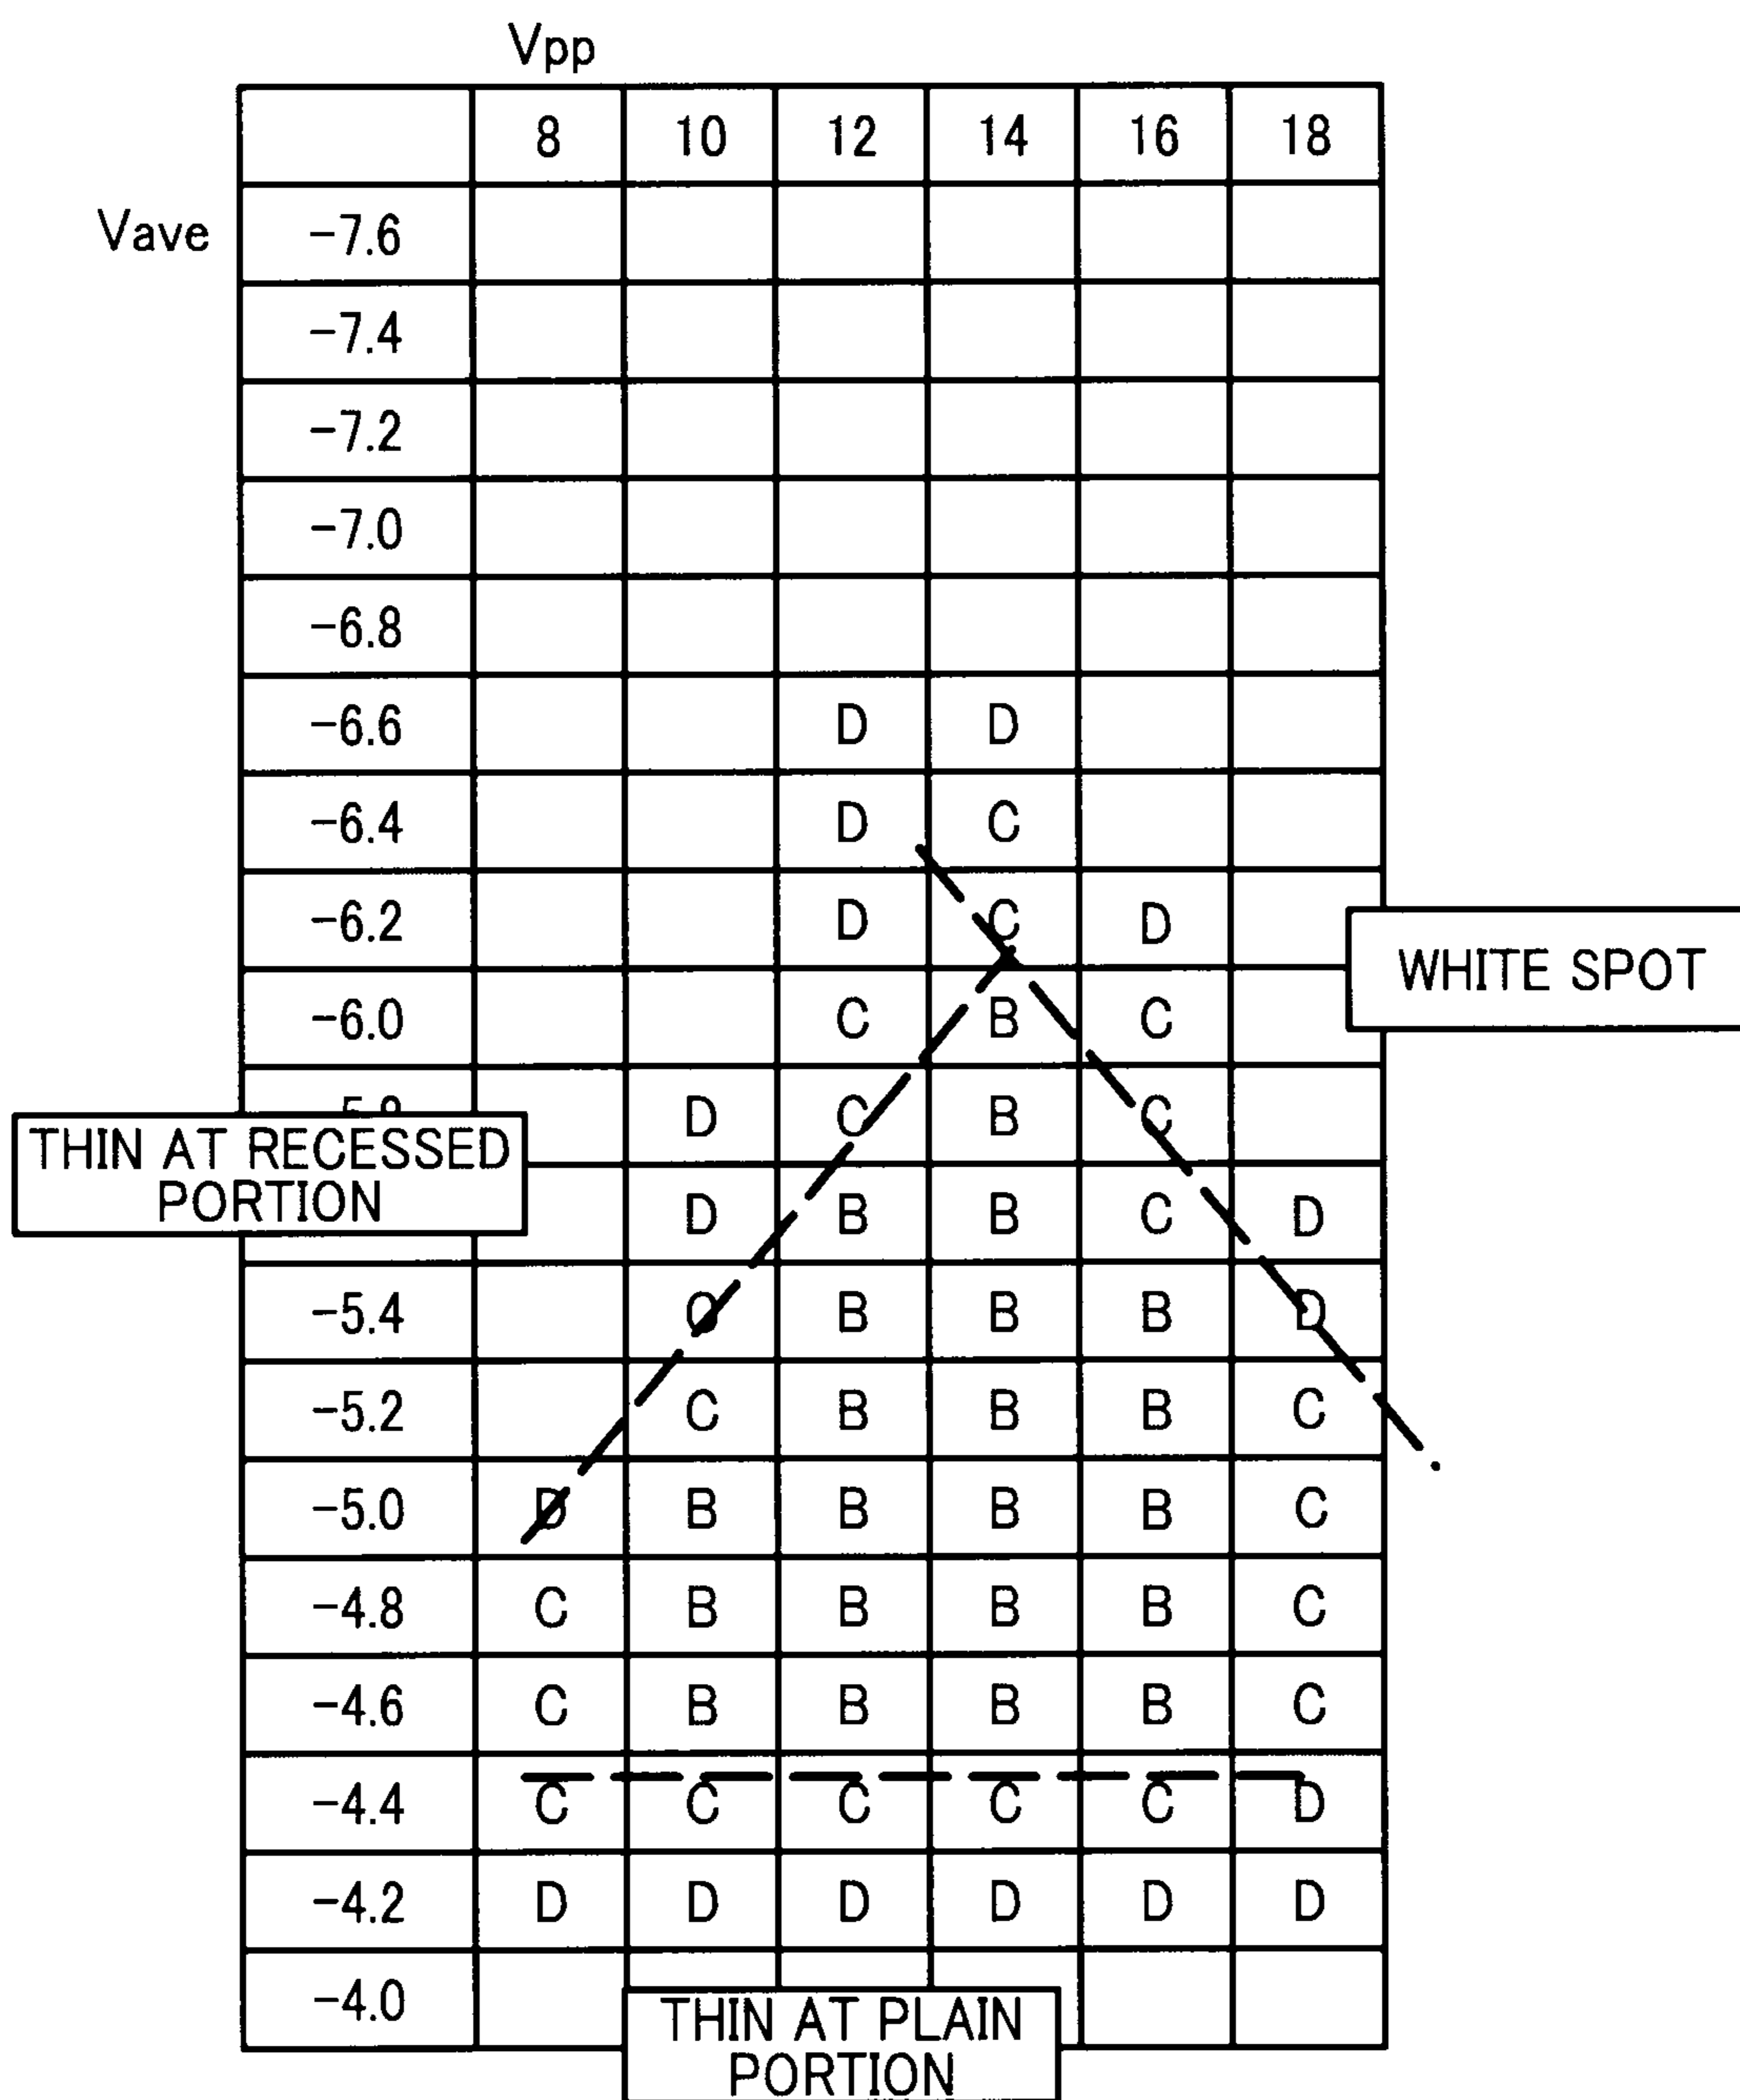 Vpp
8 10 12 14 16 18
Vave -7.6
-7.4
-7.2
-7.0
-6.8
-6.6 D D
-6.4 D C
-6.2 D C D
WHITE SPOT
-6.0 C B C
D C B C
THIN AT RECESSED
PORTION
D B B C D
-5.4 C B B B D
-5.2 C B B B C
-5.0 D B B B B C
-4.8 C B B B B C
-4.6 C B B B B C
-4.4 C C C C C D
-4.2 D D D D D D
-4.0
THIN AT PLAIN
PORTION